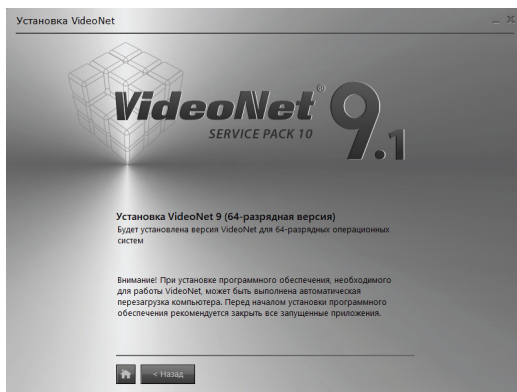 Установка VideoNet
VideoNet® 9.1
SERVICE PACK 10
Установка VideoNet 9 (64-разрядная версия)
Будет установлена версия VideoNet для 64-разрядных операционных
систем
Внимание! При установке программного обеспечения, необходимого
для работы VideoNet, может быть выполнена автоматическая
перезагрузка компьютера. Перед началом установки программного
обеспечения рекомендуется закрыть все запущенные приложения.
< Назад